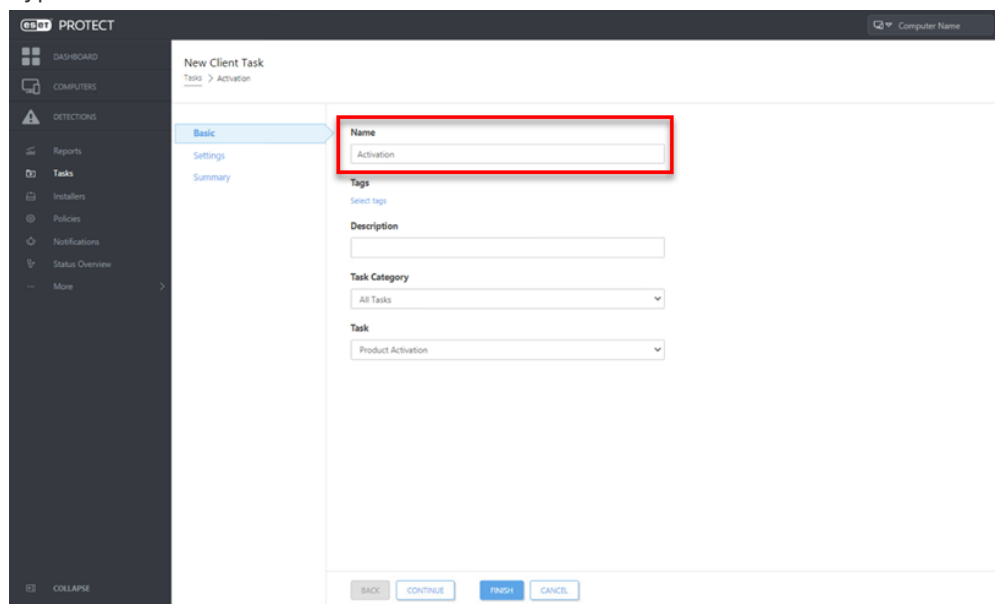 eset PROTECT
Computer Name
DASHBOARD
COMPUTERS
DETECTIONS
Reports
Tasks
Installers
Policies
Notifications
Status Overview
More
COLLAPSE
New Client Task
Tasks > Activation
Basic
Settings
Summary
Name
Activation
Tags
Select tags
Description
Task Category
All Tasks
Task
Product Activation
BACK CONTINUE FINISH CANCEL